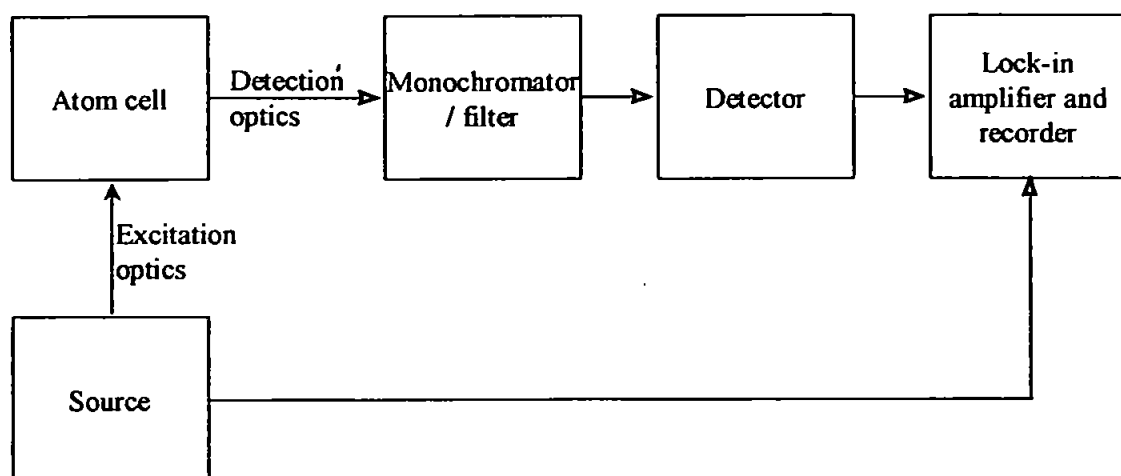 Atom cell
Detection
optics
Monochromator
/ filter
Detector
Lock-in
amplifier and
recorder
Excitation
optics
Source